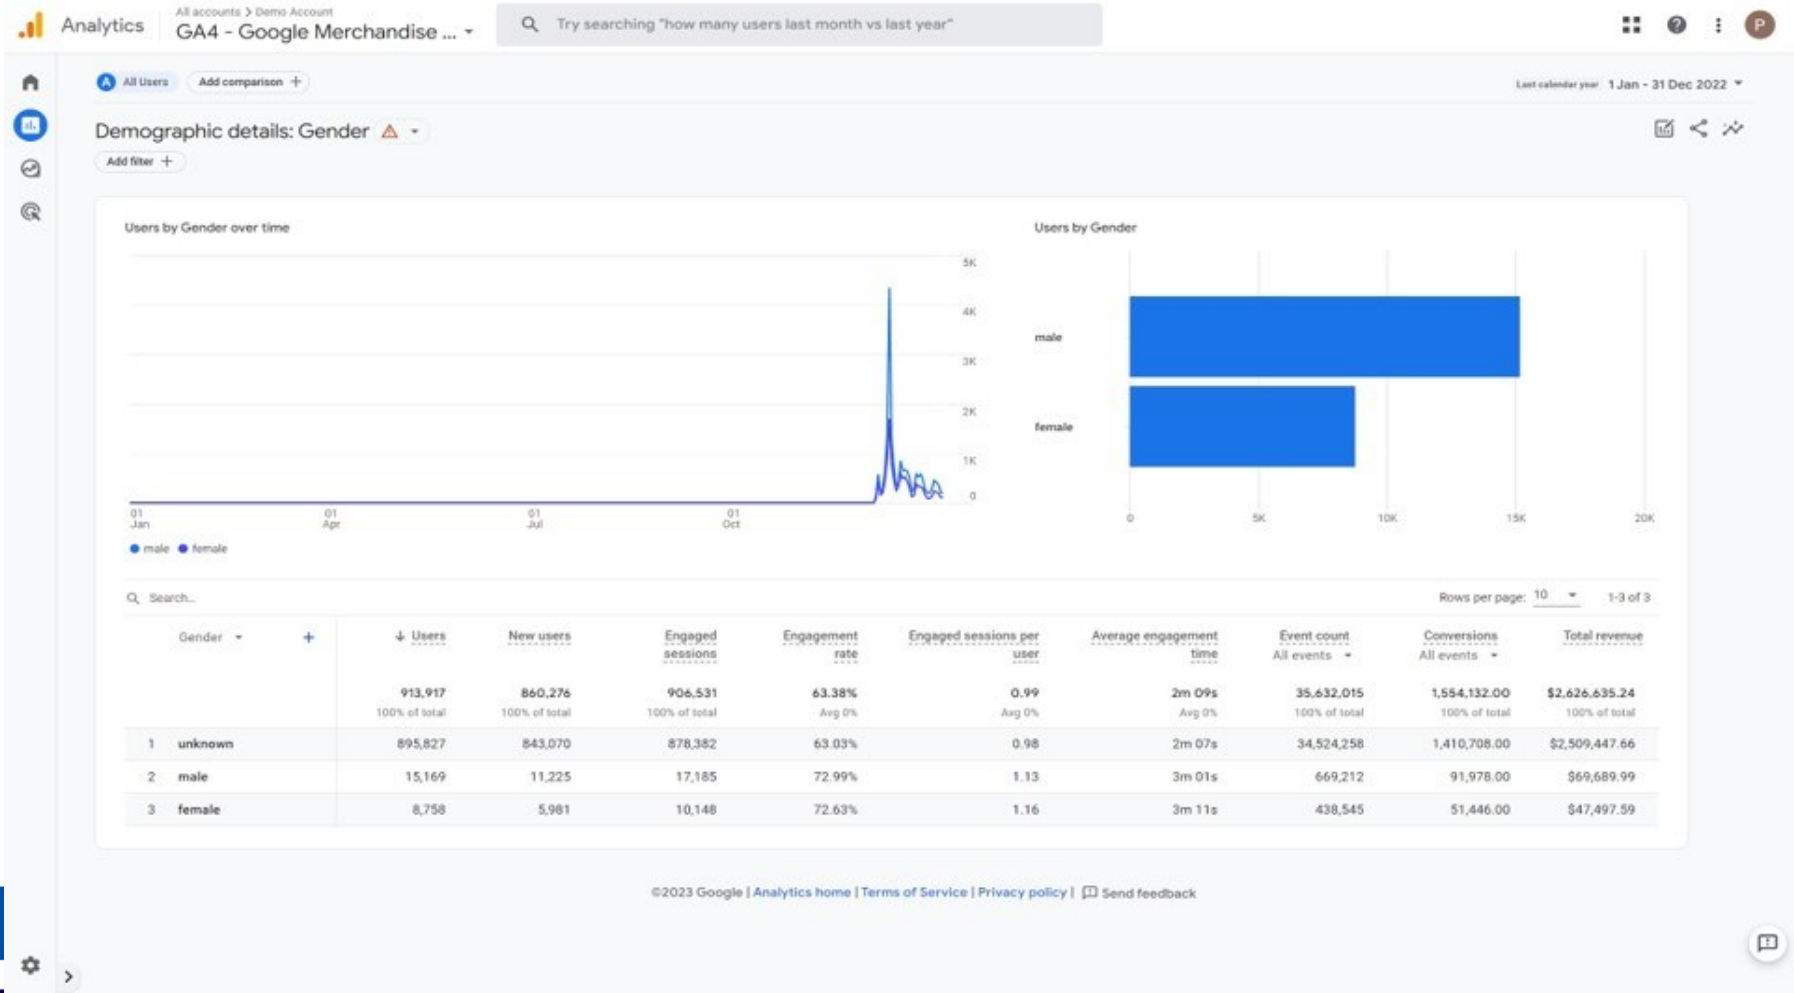 All accounts > Demo Account
Analytics GA4 - Google Merchandise ...
Try searching "how many users last month vs last year"
P
A All Users Add comparison +
Last calendar year 1 Jan - 31 Dec 2022
Demographic details: Gender
Add filter +
Users by Gender over time
5K
4K
3K
2K
1K
0
01 Jan
01 Apr
01 Jul
01 Oct
male female
Users by Gender
male
female
0 5K 10K 15K 20K
Search...
Rows per page: 10 1-3 of 3
Gender + ↓ Users New users Engaged sessions Engagement rate Engaged sessions per user Average engagement time Event count All events Conversions All events Total revenue
913,917 860,276 906,531 63.38% 0.99 2m 09s 35,632,015 1,554,132.00 $2,626,635.24
100% of total 100% of total 100% of total Avg 0% Avg 0% Avg 0% 100% of total 100% of total 100% of total
1 unknown 895,827 843,070 878,382 63.03% 0.98 2m 07s 34,524,258 1,410,708.00 $2,509,447.66
2 male 15,169 11,225 17,185 72.99% 1.13 3m 01s 669,212 91,978.00 $69,689.99
3 female 8,758 5,981 10,148 72.63% 1.16 3m 11s 438,545 51,446.00 $47,497.59
©2023 Google | Analytics home | Terms of Service | Privacy policy | Send feedback